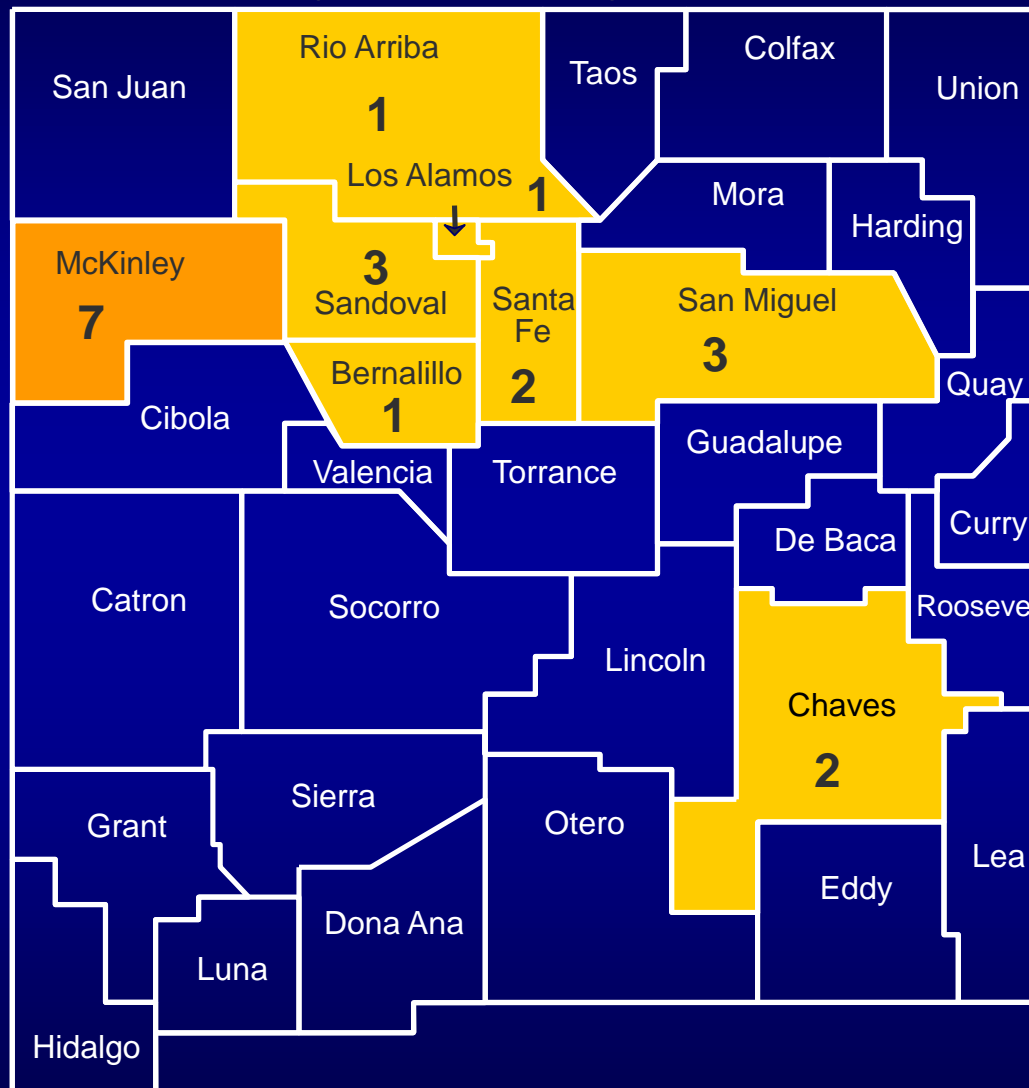 Rio Arriba
Colfax
Taos
San Juan
Union
1
Los Alamos
1
Mora
Harding
McKinley
3
7
Sandoval
Santa
Fe
San Miguel
3
Bernalillo
2
Quay
1
Cibola
Guadalupe
Valencia
Torrance
Curry
De Baca
Catron
Socorro
Rooseve
Lincoln
Chaves
2
Sierra
Grant
Otero
Lea
Eddy
Dona Ana
Luna
Hidalgo